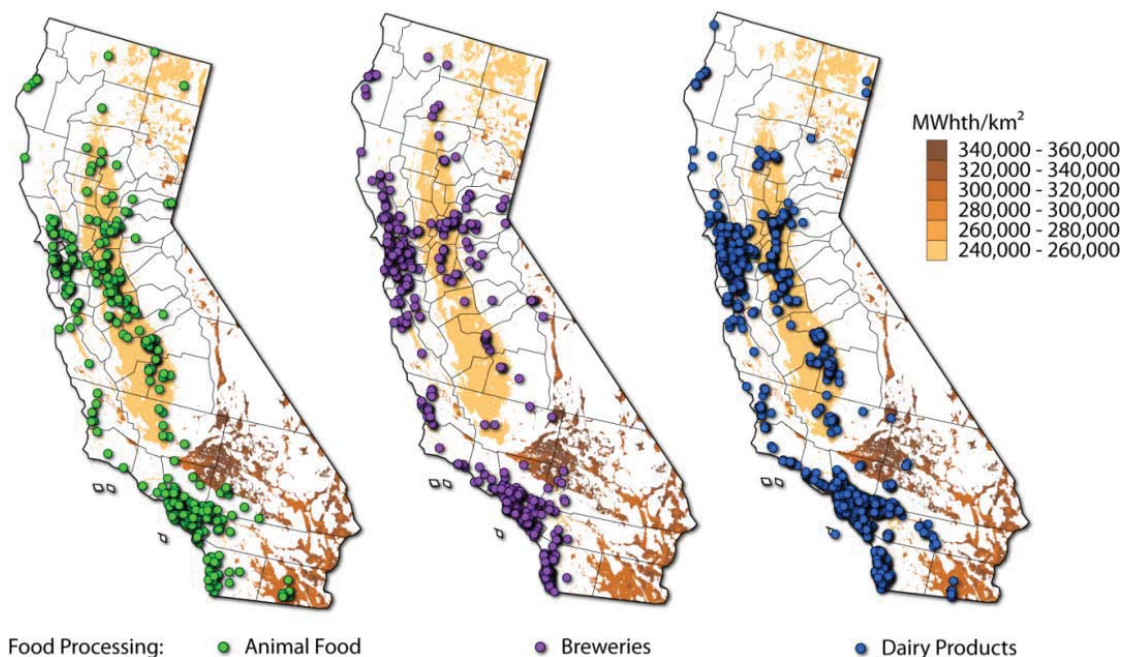 MWhth/km²
340,000 - 360,000
320,000 - 340,000
300,000 - 320,000
280,000 - 300,000
260,000 - 280,000
240,000 - 260,000
Food Processing: Animal Food Breweries Dairy Products